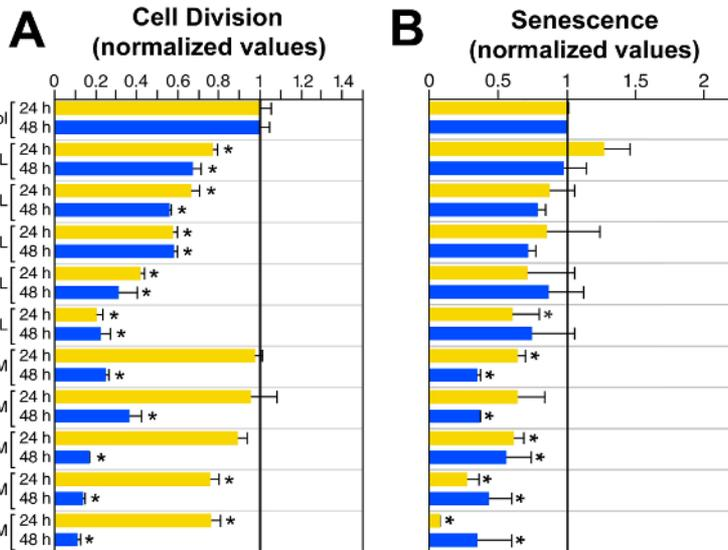 A
Cell Division
(normalized values)
0 0.2 0.4 0.6 0.8 1 1.2 1.4
24 h *
48 h *
24 h *
48 h *
24 h *
48 h *
24 h *
48 h *
24 h *
48 h *
24 h
48 h *
24 h
48 h *
24 h
48 h *
24 h *
48 h *
24 h *
48 h *
B
Senescence
(normalized values)
0 0.5 1 1.5 2
*
*
*
*
*
*
*
*
*
*